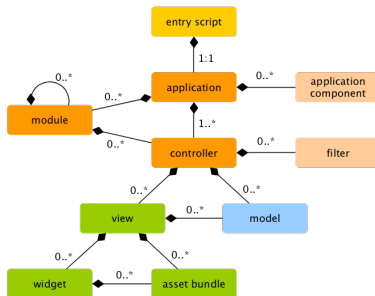 entry script
1:1
application
0..*
application
component
0..*
0..*
module
1..*
0..*
controller
0..*
filter
0..*
0..*
view
0..*
model
0..*
0..*
widget
0..*
asset bundle